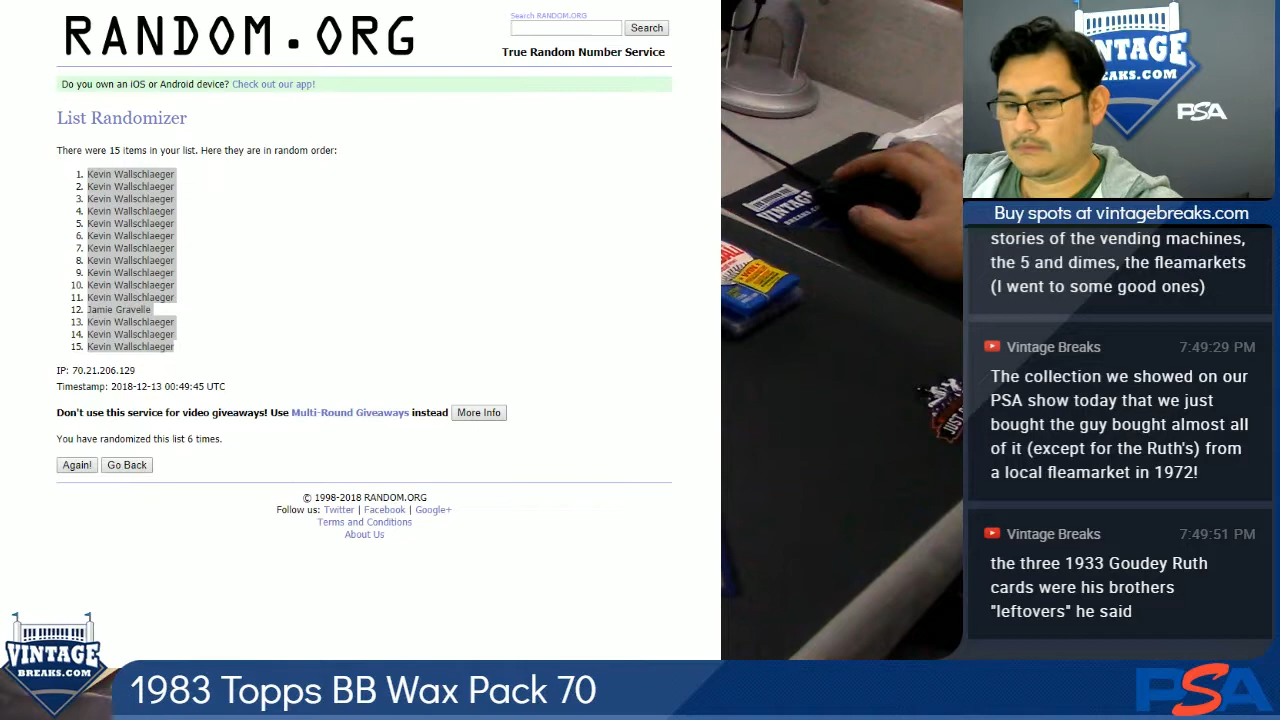 RANDOM.ORG
Search RANDOM.ORG
Search
True Random Number Service
Do you own an iOS or Android device? Check out our app!
List Randomizer
There were 15 items in your list. Here they are in random order:
1. Kevin Wallschlaeger
2. Kevin Wallschlaeger
3. Kevin Wallschlaeger
4. Kevin Wallschlaeger
5. Kevin Wallschlaeger
6. Kevin Wallschlaeger
7. Kevin Wallschlaeger
8. Kevin Wallschlaeger
9. Kevin Wallschlaeger
10. Kevin Wallschlaeger
11. Kevin Wallschlaeger
12. Jamie Gravelle
13. Kevin Wallschlaeger
14. Kevin Wallschlaeger
15. Kevin Wallschlaeger
IP: 70.21.206.129
Timestamp: 2018-12-13 00:49:45 UTC
Don't use this service for video giveaways! Use Multi-Round Giveaways instead More Info
You have randomized this list 6 times.
Again! Go Back
© 1998-2018 RANDOM.ORG
Follow us: Twitter | Facebook | Google+
Terms and Conditions
About Us
VINTAGE
BREAKS.COM
1983 Topps BB Wax Pack 70
VINTAGE
JUST
VINTAGE
BREAKS.COM
PSA
Buy spots at vintagebreaks.com
stories of the vending machines,
the 5 and dimes, the fleamarkets
(I went to some good ones)
Vintage Breaks 7:49:29 PM
The collection we showed on our
PSA show today that we just
bought the guy bought almost all
of it (except for the Ruth's) from
a local fleamarket in 1972!
Vintage Breaks 7:49:51 PM
the three 1933 Goudey Ruth
cards were his brothers
"leftovers" he said
PSA